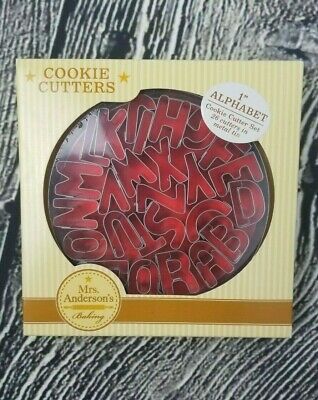 COOKIE
CUTTERS
1"
ALPHABET
Cookie Cutter Set
26 cutters in
metal tin
Mrs.
Anderson's
Baking